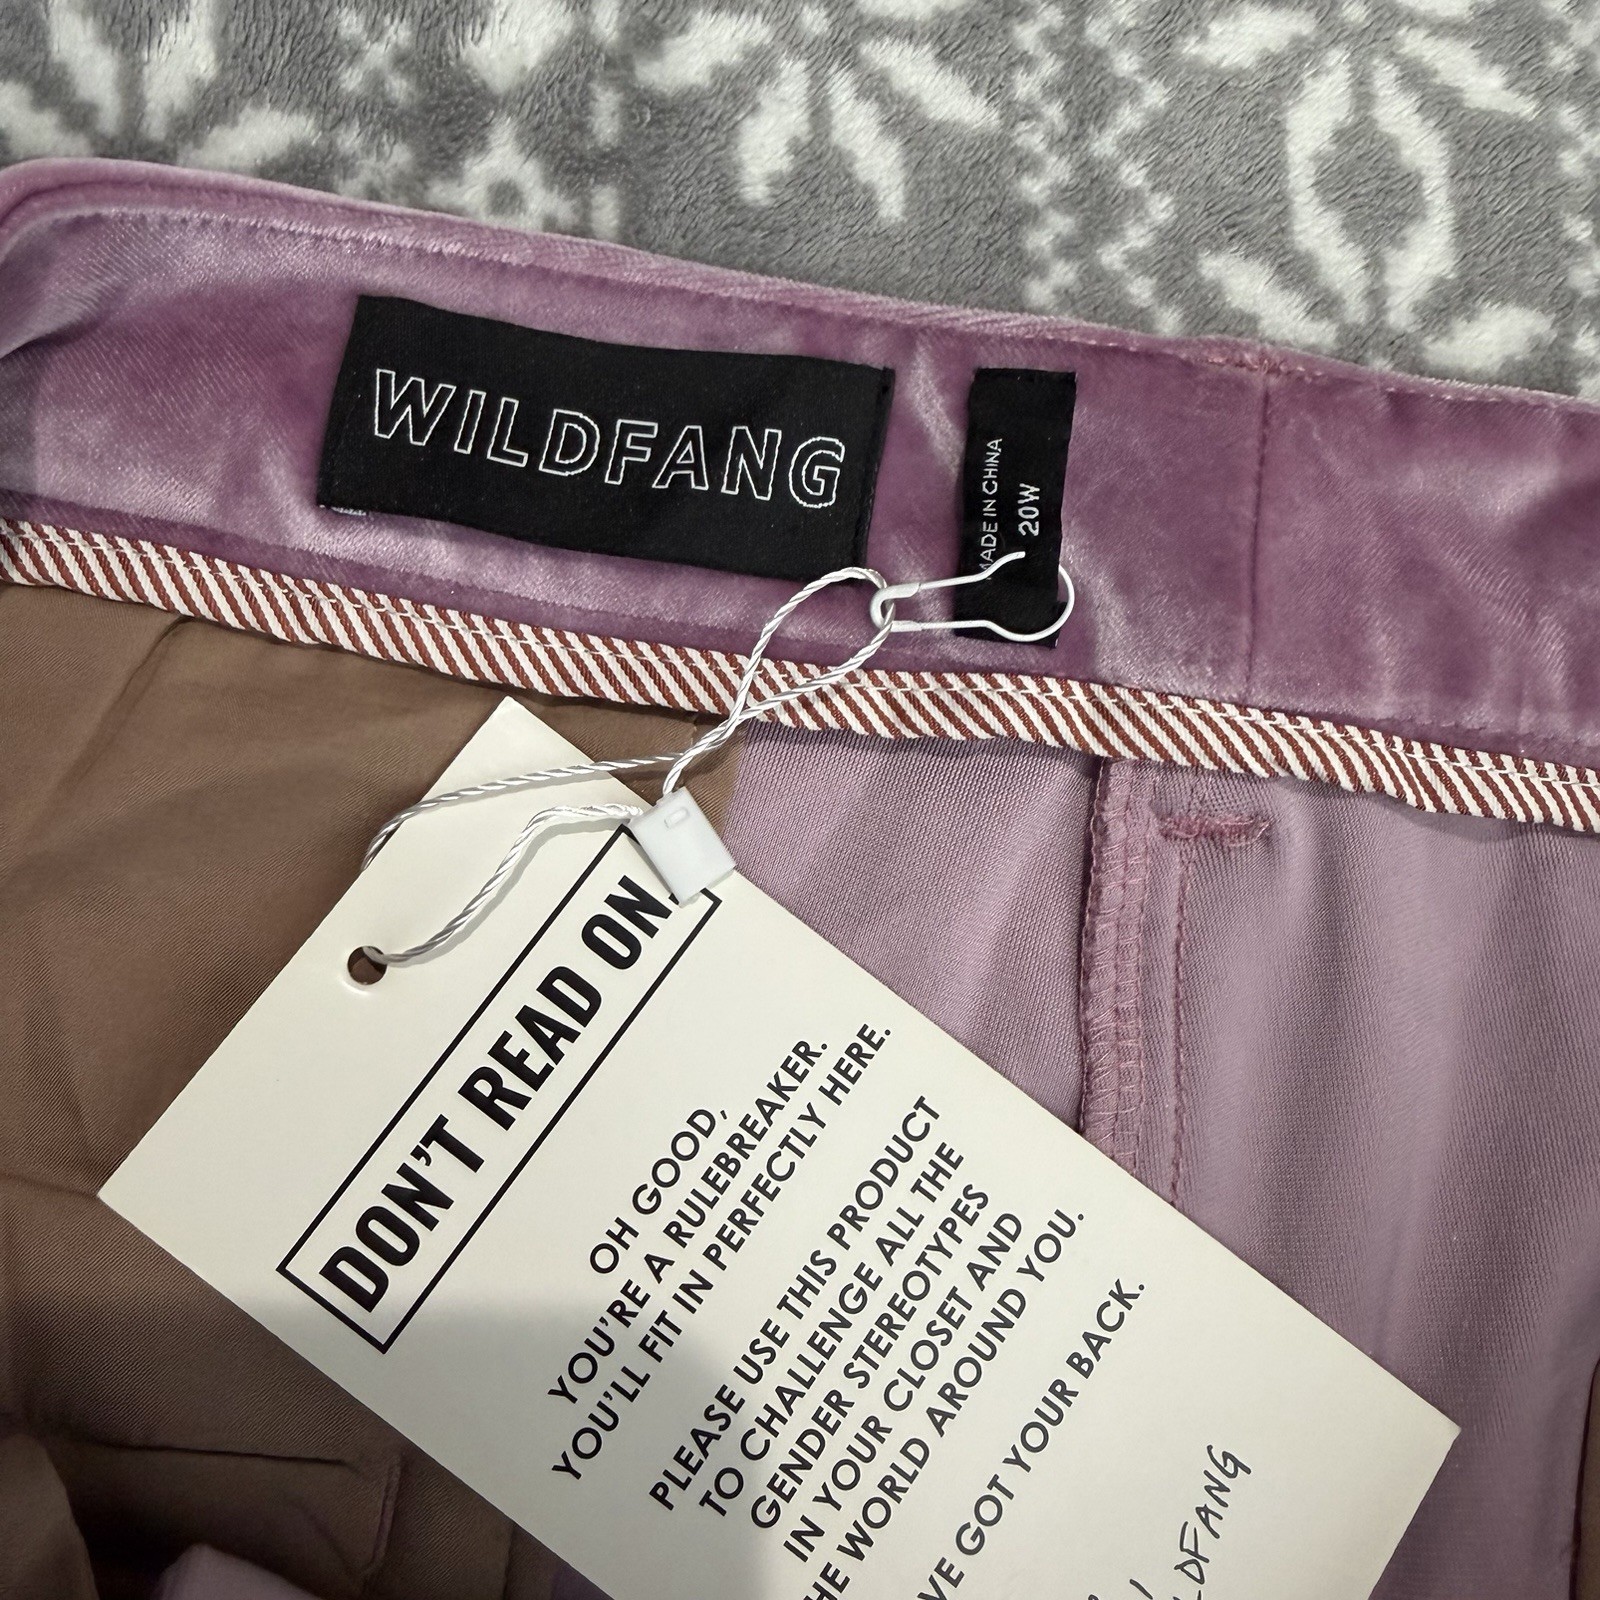 WILDFANG
MADE IN CHINA
20W
DON'T READ ON.
OH GOOD,
YOU'RE A RULEBREAKER.
YOU'LL FIT IN PERFECTLY HERE.
PLEASE USE THIS PRODUCT
TO CHALLENGE ALL THE
GENDER STEREOTYPES
IN YOUR CLOSET AND
WORLD AROUND YOU.
GOT YOUR BACK.